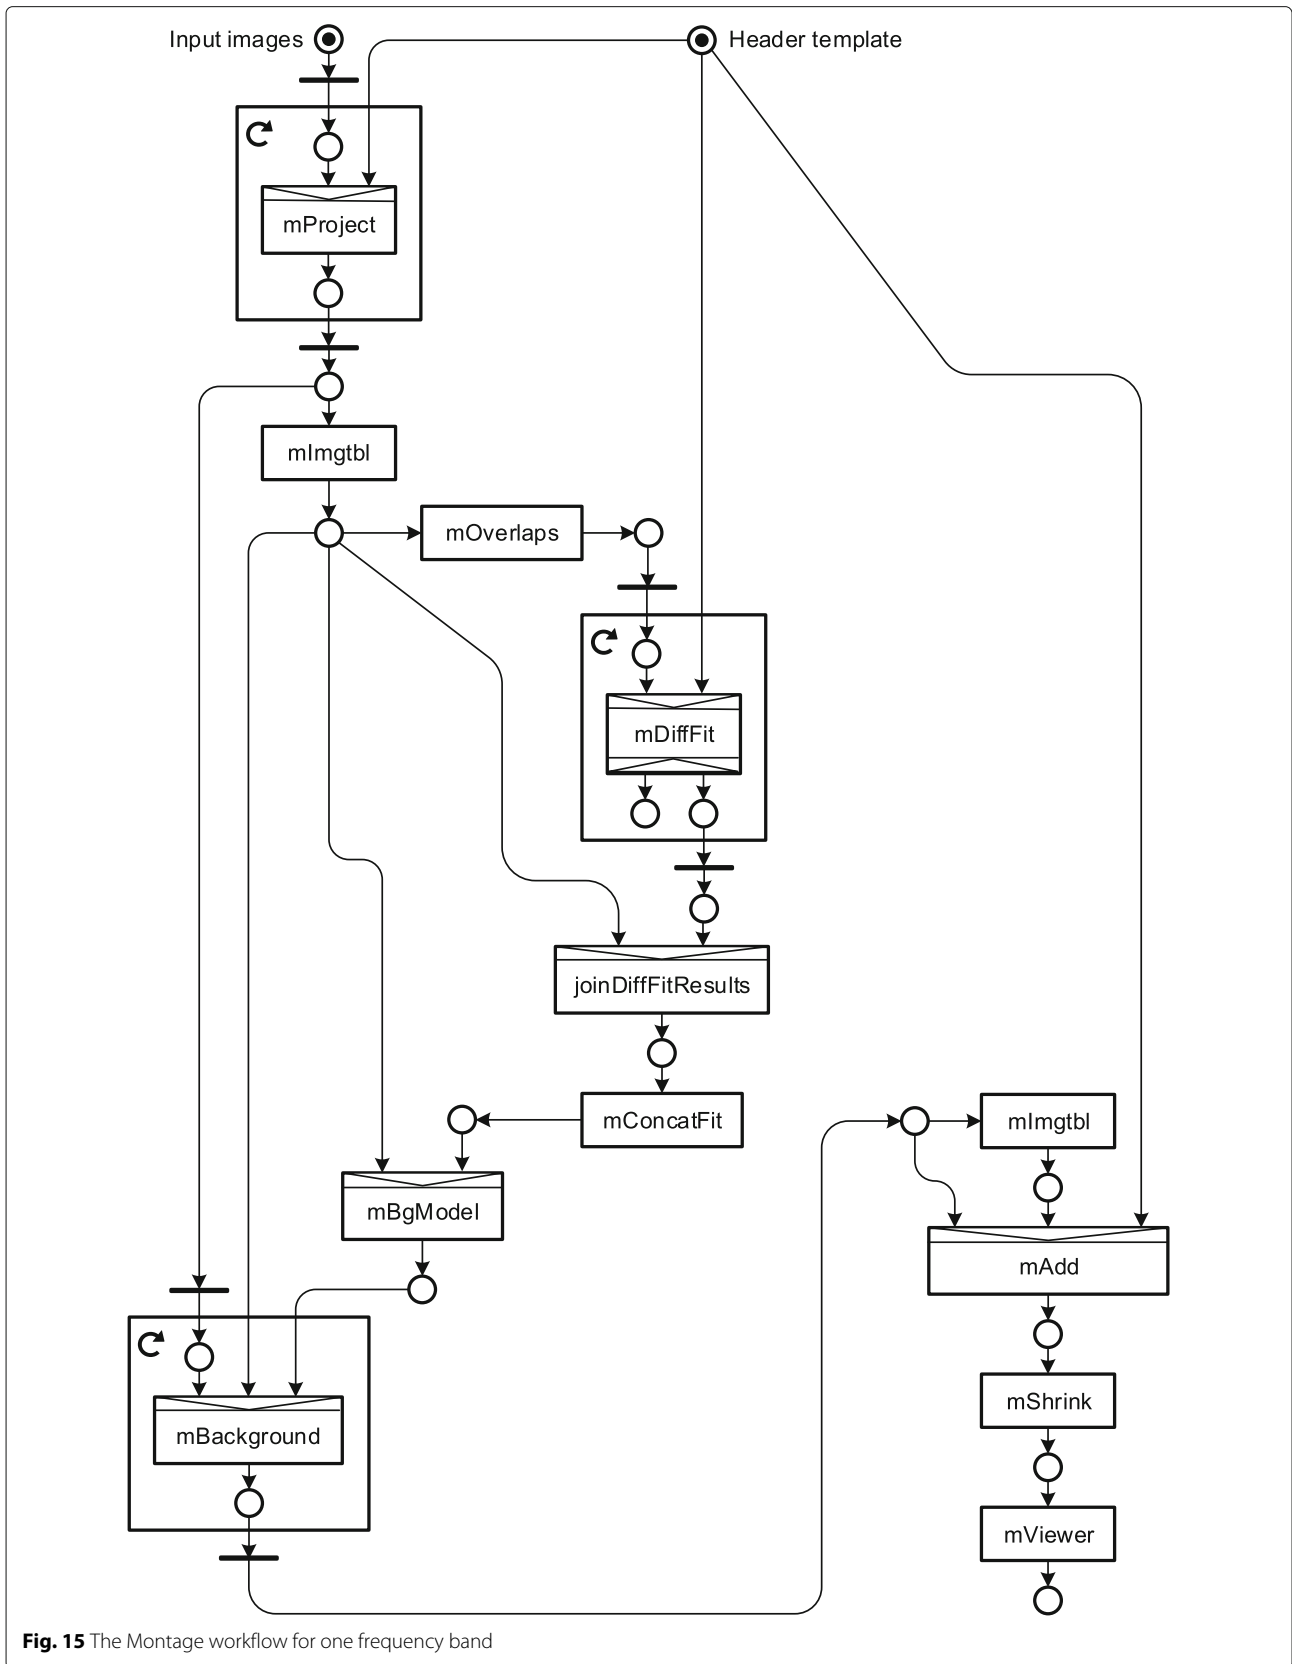 Input images
Header template
mProject
mImgtbl
mOverlaps
mDiffFit
joinDiffFitResults
mConcatFit
mImgtbl
mBgModel
mAdd
mShrink
mBackground
mViewer
Fig. 15 The Montage workflow for one frequency band